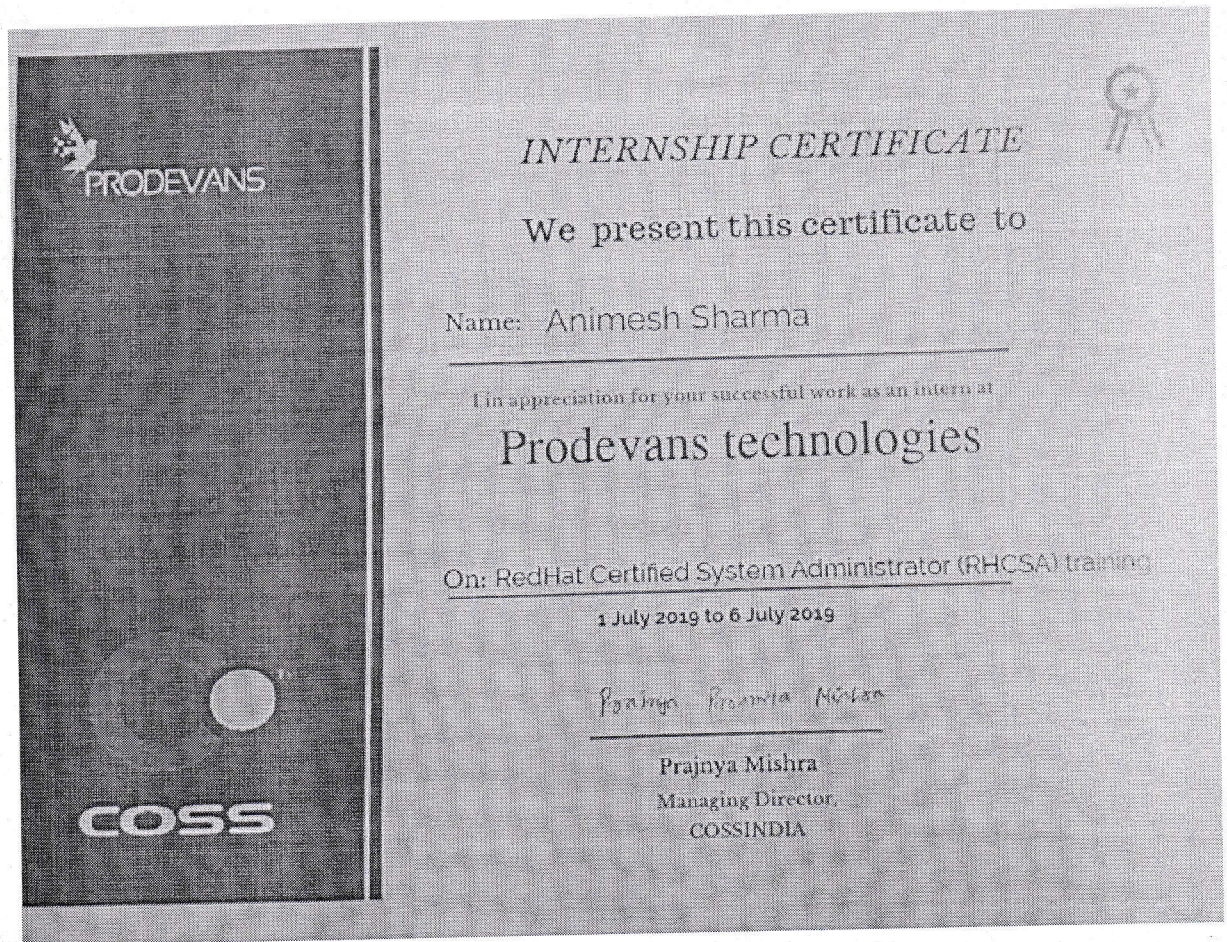 PRODEVANS
INTERNSHIP CERTIFICATE
We present this certificate to
Name: Animesh Sharma
I in appreciation for your successful work as an intern at
Prodevans technologies
On: RedHat Certified System Administrator (RHCSA) training
1 July 2019 to 6 July 2019
Prajnya Mishra
Managing Director,
COSSINDIA
COSS